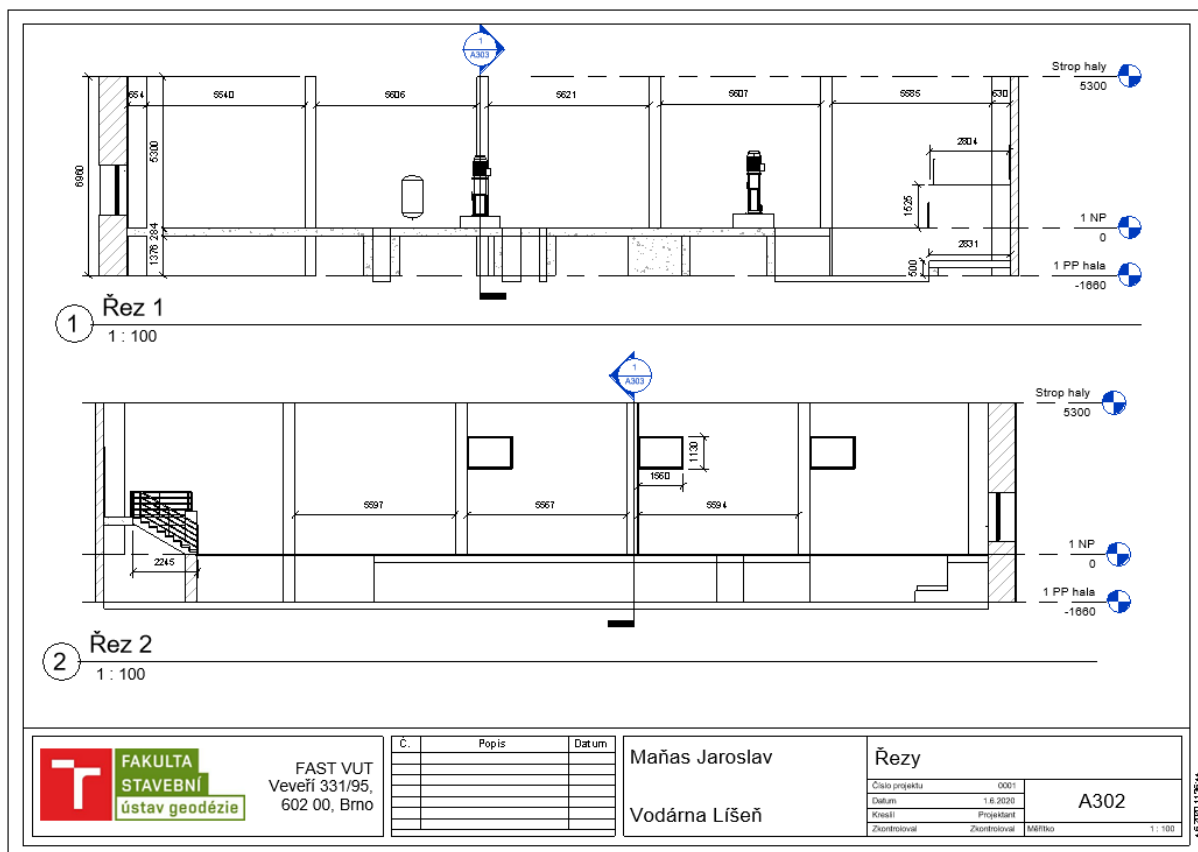 1
A303
Strop haly
5300
554
5540
5606
5621
5607
5585
630
6960
5300
2804
1525
284
1376
1 NP
0
2831
500
1 PP hala
-1660
1
Řez 1
1 : 100
1
A303
Strop haly
5300
1130
1560
5597
5567
5594
2245
1 NP
0
1 PP hala
-1660
2
Řez 2
1 : 100
FAKULTA
STAVEBNÍ
ústav geodézie
FAST VUT
Veveří 331/95,
602 00, Brno
Č. Popis Datum
Maňas Jaroslav
Vodárna Líšeň
Řezy
Číslo projektu 0001
Datum 1.6.2020
Kreslil Projektant
Zkontroloval Zkontroloval
A302
Měřítko 1 : 100